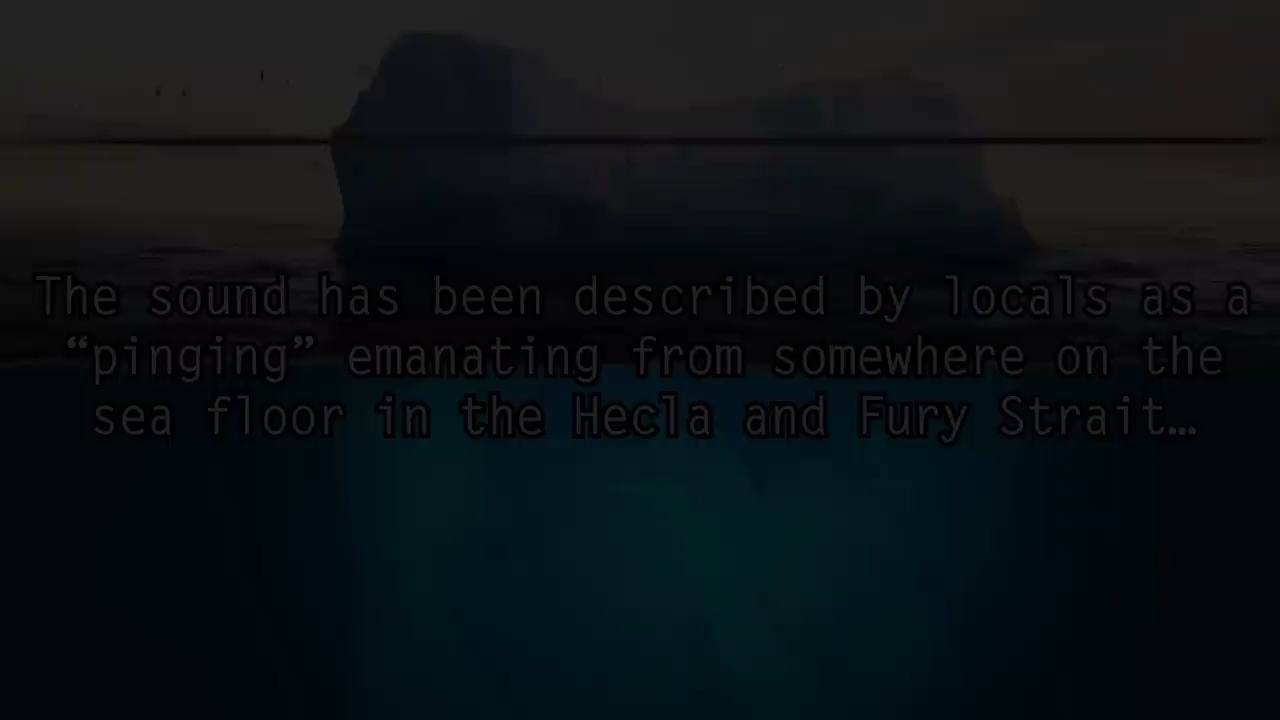 The sound has been described by locals as a
“pinging” emanating from somewhere on the
sea floor in the Hecla and Fury Strait…